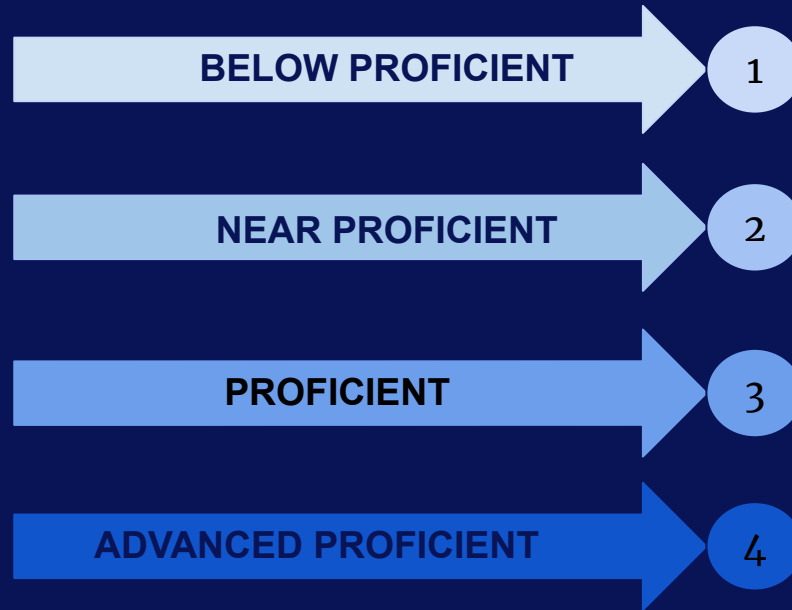 BELOW PROFICIENT 1
NEAR PROFICIENT 2
PROFICIENT 3
ADVANCED PROFICIENT 4